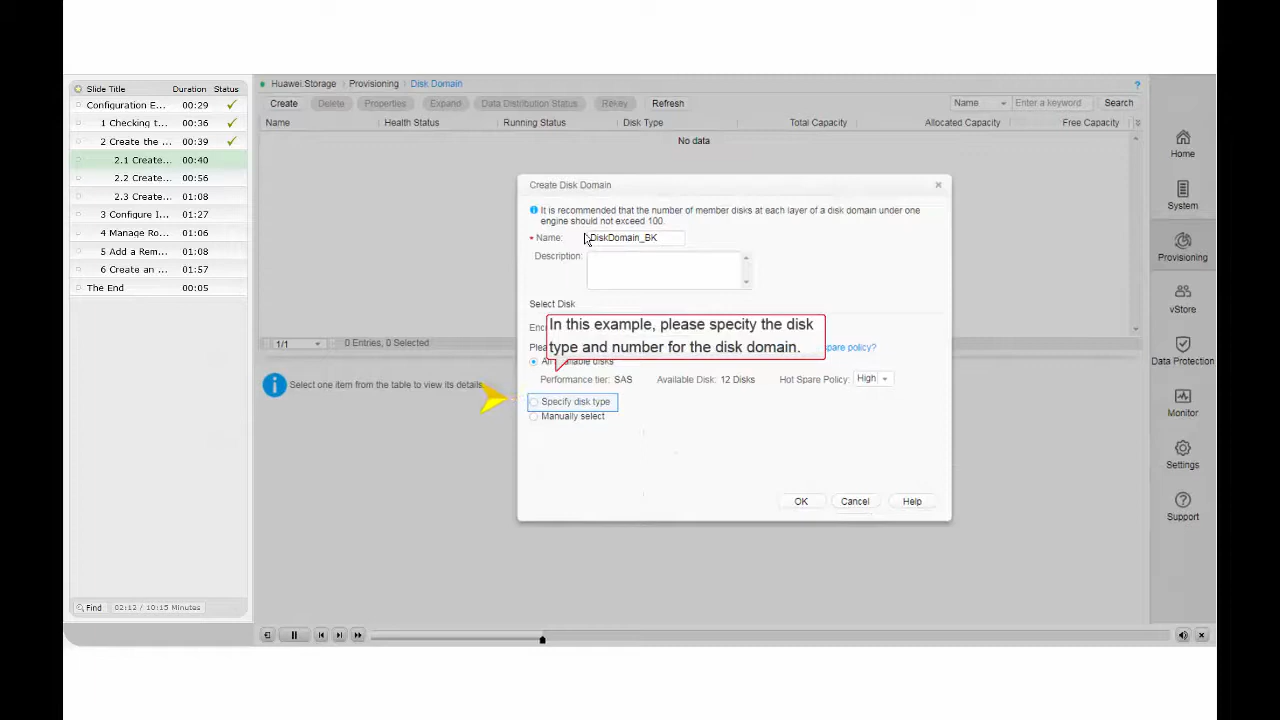 Slide Title Duration Status
Configuration E... 00:29
1 Checking t... 00:36
2 Create the ... 00:39
2.1 Create... 00:40
2.2 Create... 00:56
2.3 Create... 01:08
3 Configure I... 01:27
4 Manage Ro... 01:06
5 Add a Rem... 01:08
6 Create an ... 01:57
The End 00:05
Find 02:12 / 10:15 Minutes
Huawei.Storage Provisioning Disk Domain ?
Create Delete Properties Expand Data Distribution Status Rekey Refresh Name Enter a keyword Search
Name Health Status Running Status Disk Type Total Capacity Allocated Capacity Free Capacity
No data
1/1 0 Entries, 0 Selected
Select one item from the table to view its details.
Create Disk Domain
It is recommended that the number of member disks at each layer of a disk domain under one
engine should not exceed 100.
* Name: DiskDomain_BK
Description:
Select Disk
In this example, please specify the disk
type and number for the disk domain.
spare policy?
Performance tier: SAS Available Disk: 12 Disks Hot Spare Policy: High
Specify disk type
Manually select
OK Cancel Help
Home
System
Provisioning
vStore
Data Protection
Monitor
Settings
Support